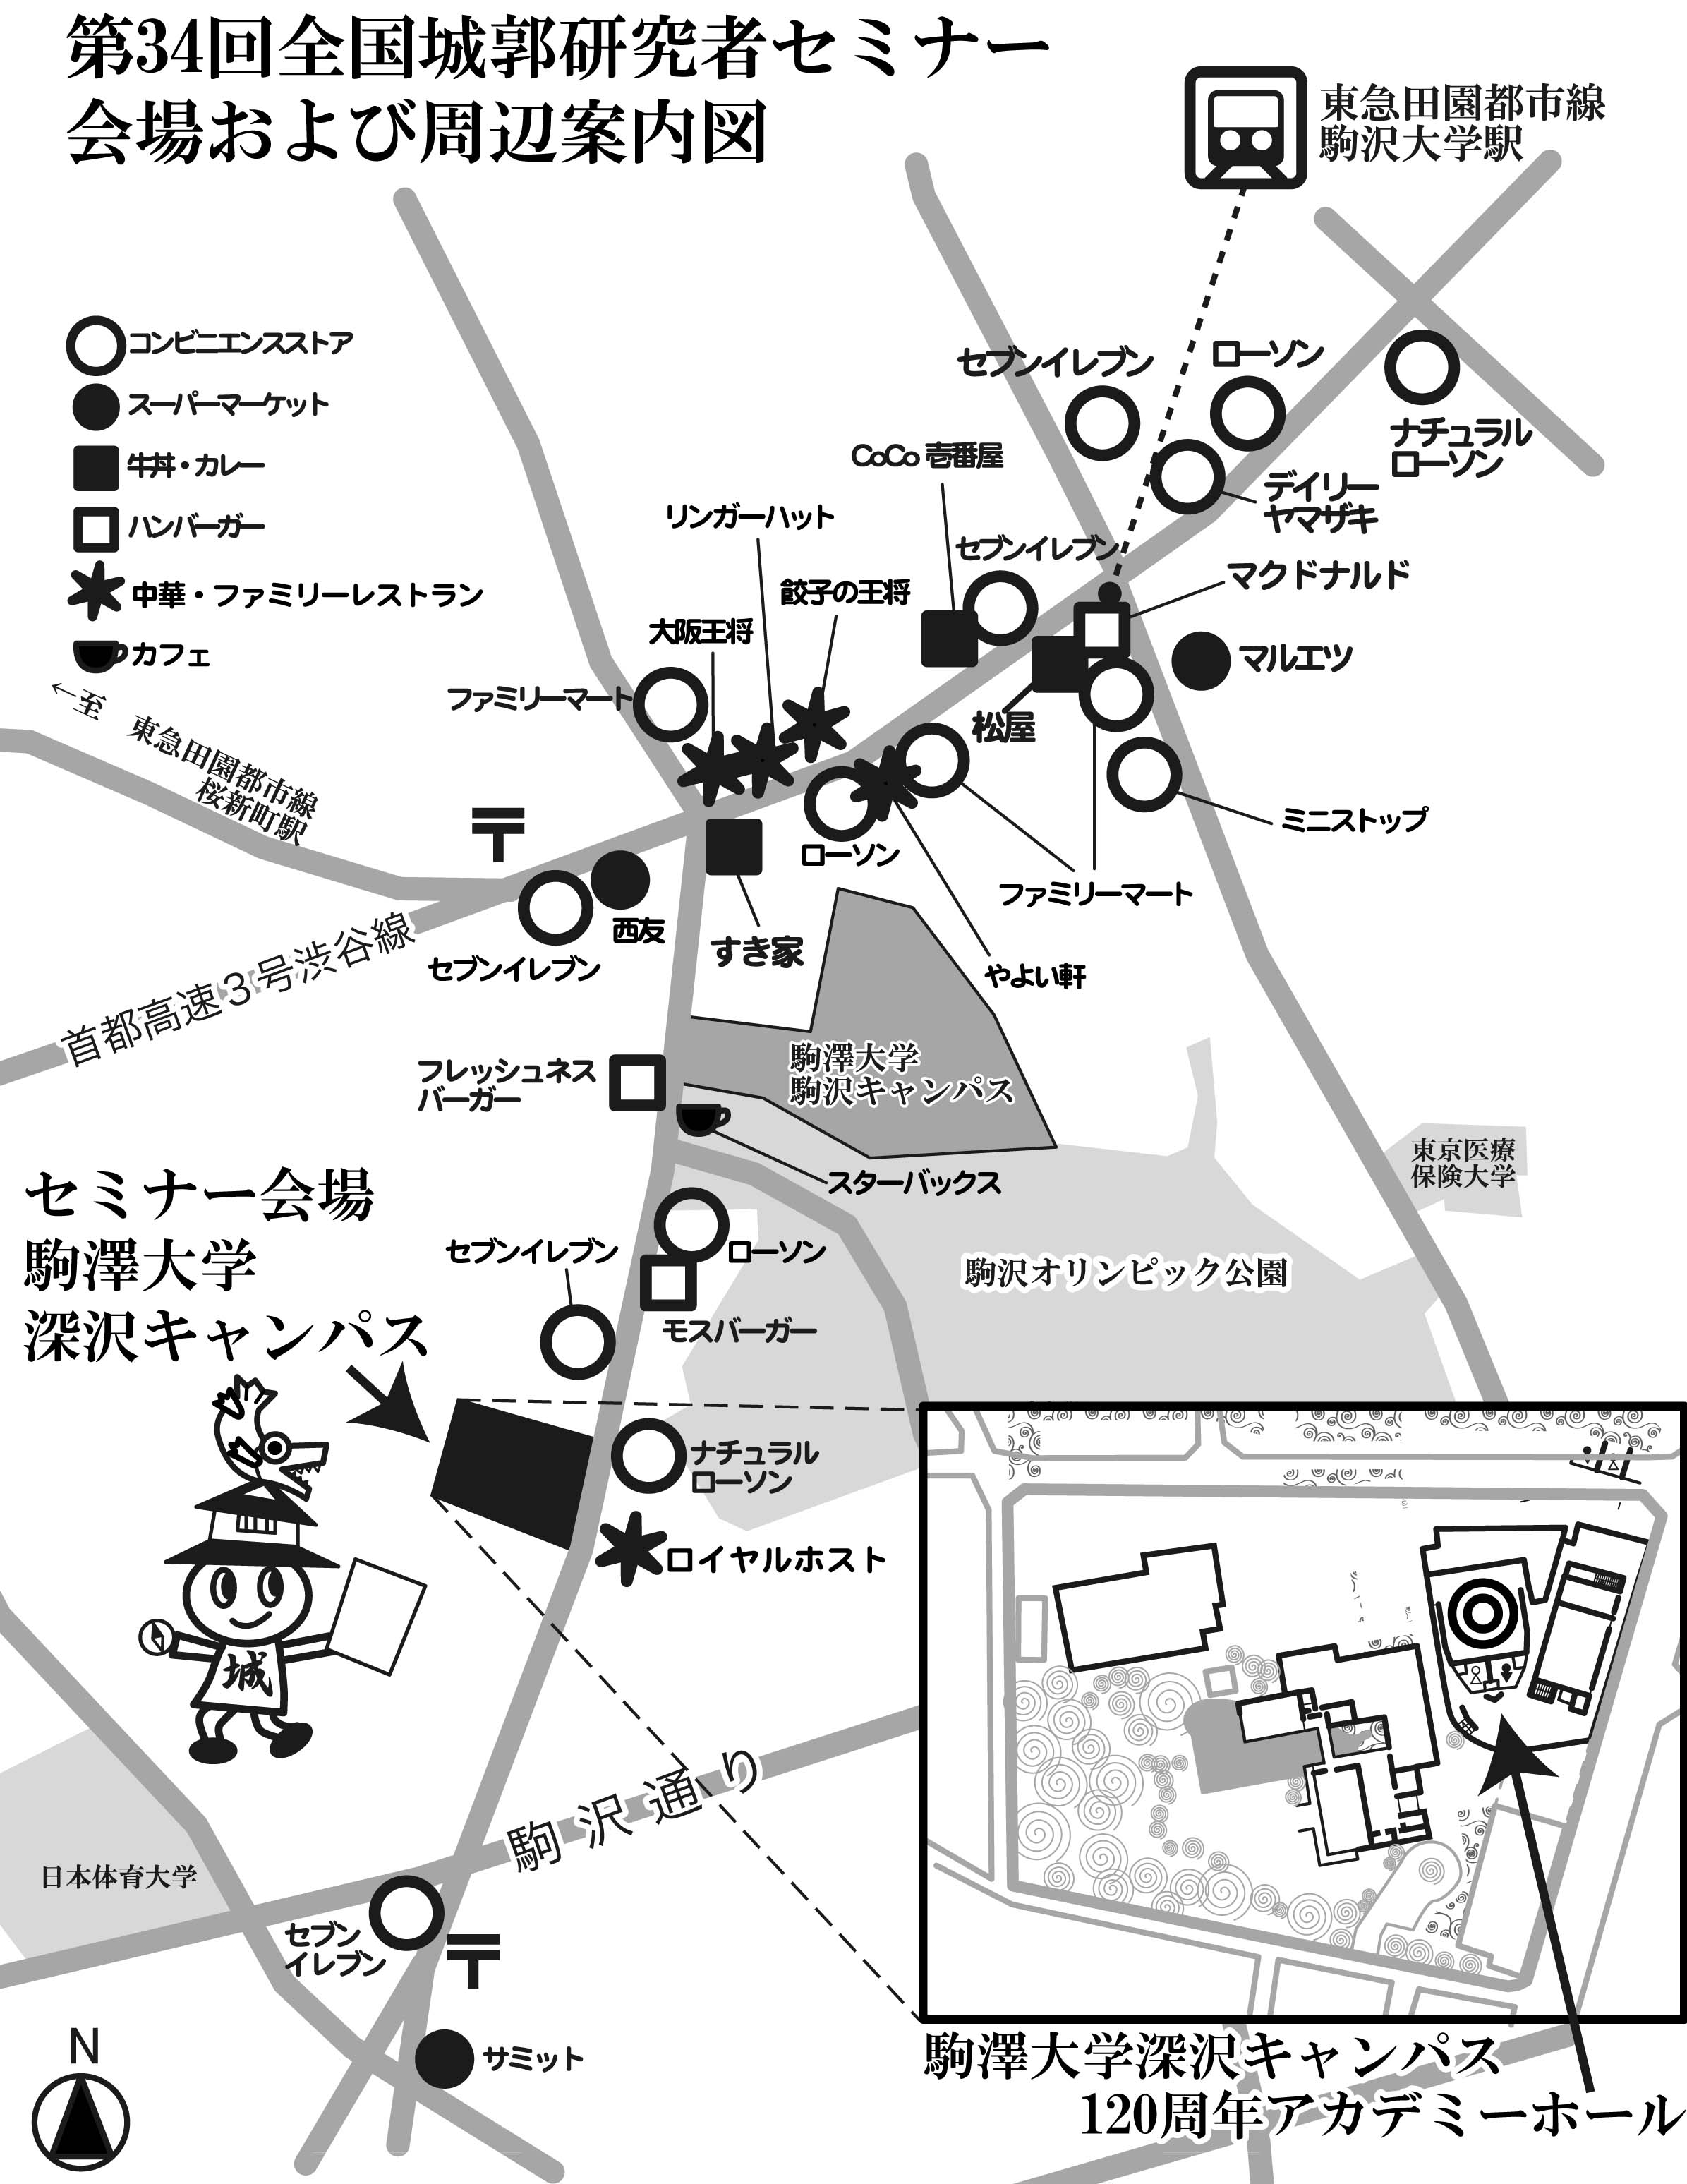 第34回全国城郭研究者セミナー
会場および周辺案内図
東急田園都市線
駒沢大学駅
コンビニエンスストア
スーパーマーケット
牛丼・カレー
ハンバーガー
中華・ファミリーレストラン
カフェ
←至　東急田園都市線
桜新町駅
セブンイレブン
ローソン
ナチュラル
ローソン
デイリー
ヤマザキ
CoCo 壱番屋
リンガーハット
セブンイレブン
マクドナルド
餃子の王将
大阪王将
マルエツ
ファミリーマート
松屋
ミニストップ
ローソン
ファミリーマート
西友
すき家
セブンイレブン
やよい軒
首都高速３号渋谷線
フレッシュネス
バーガー
駒澤大学
駒沢キャンパス
スターバックス
東京医療
保険大学
セミナー会場
駒澤大学
深沢キャンパス
セブンイレブン
ローソン
駒沢オリンピック公園
モスバーガー
ナチュラル
ローソン
ロイヤルホスト
城
駒沢通り
日本体育大学
セブン
イレブン
サミット
N
駒澤大学深沢キャンパス
120周年アカデミーホール